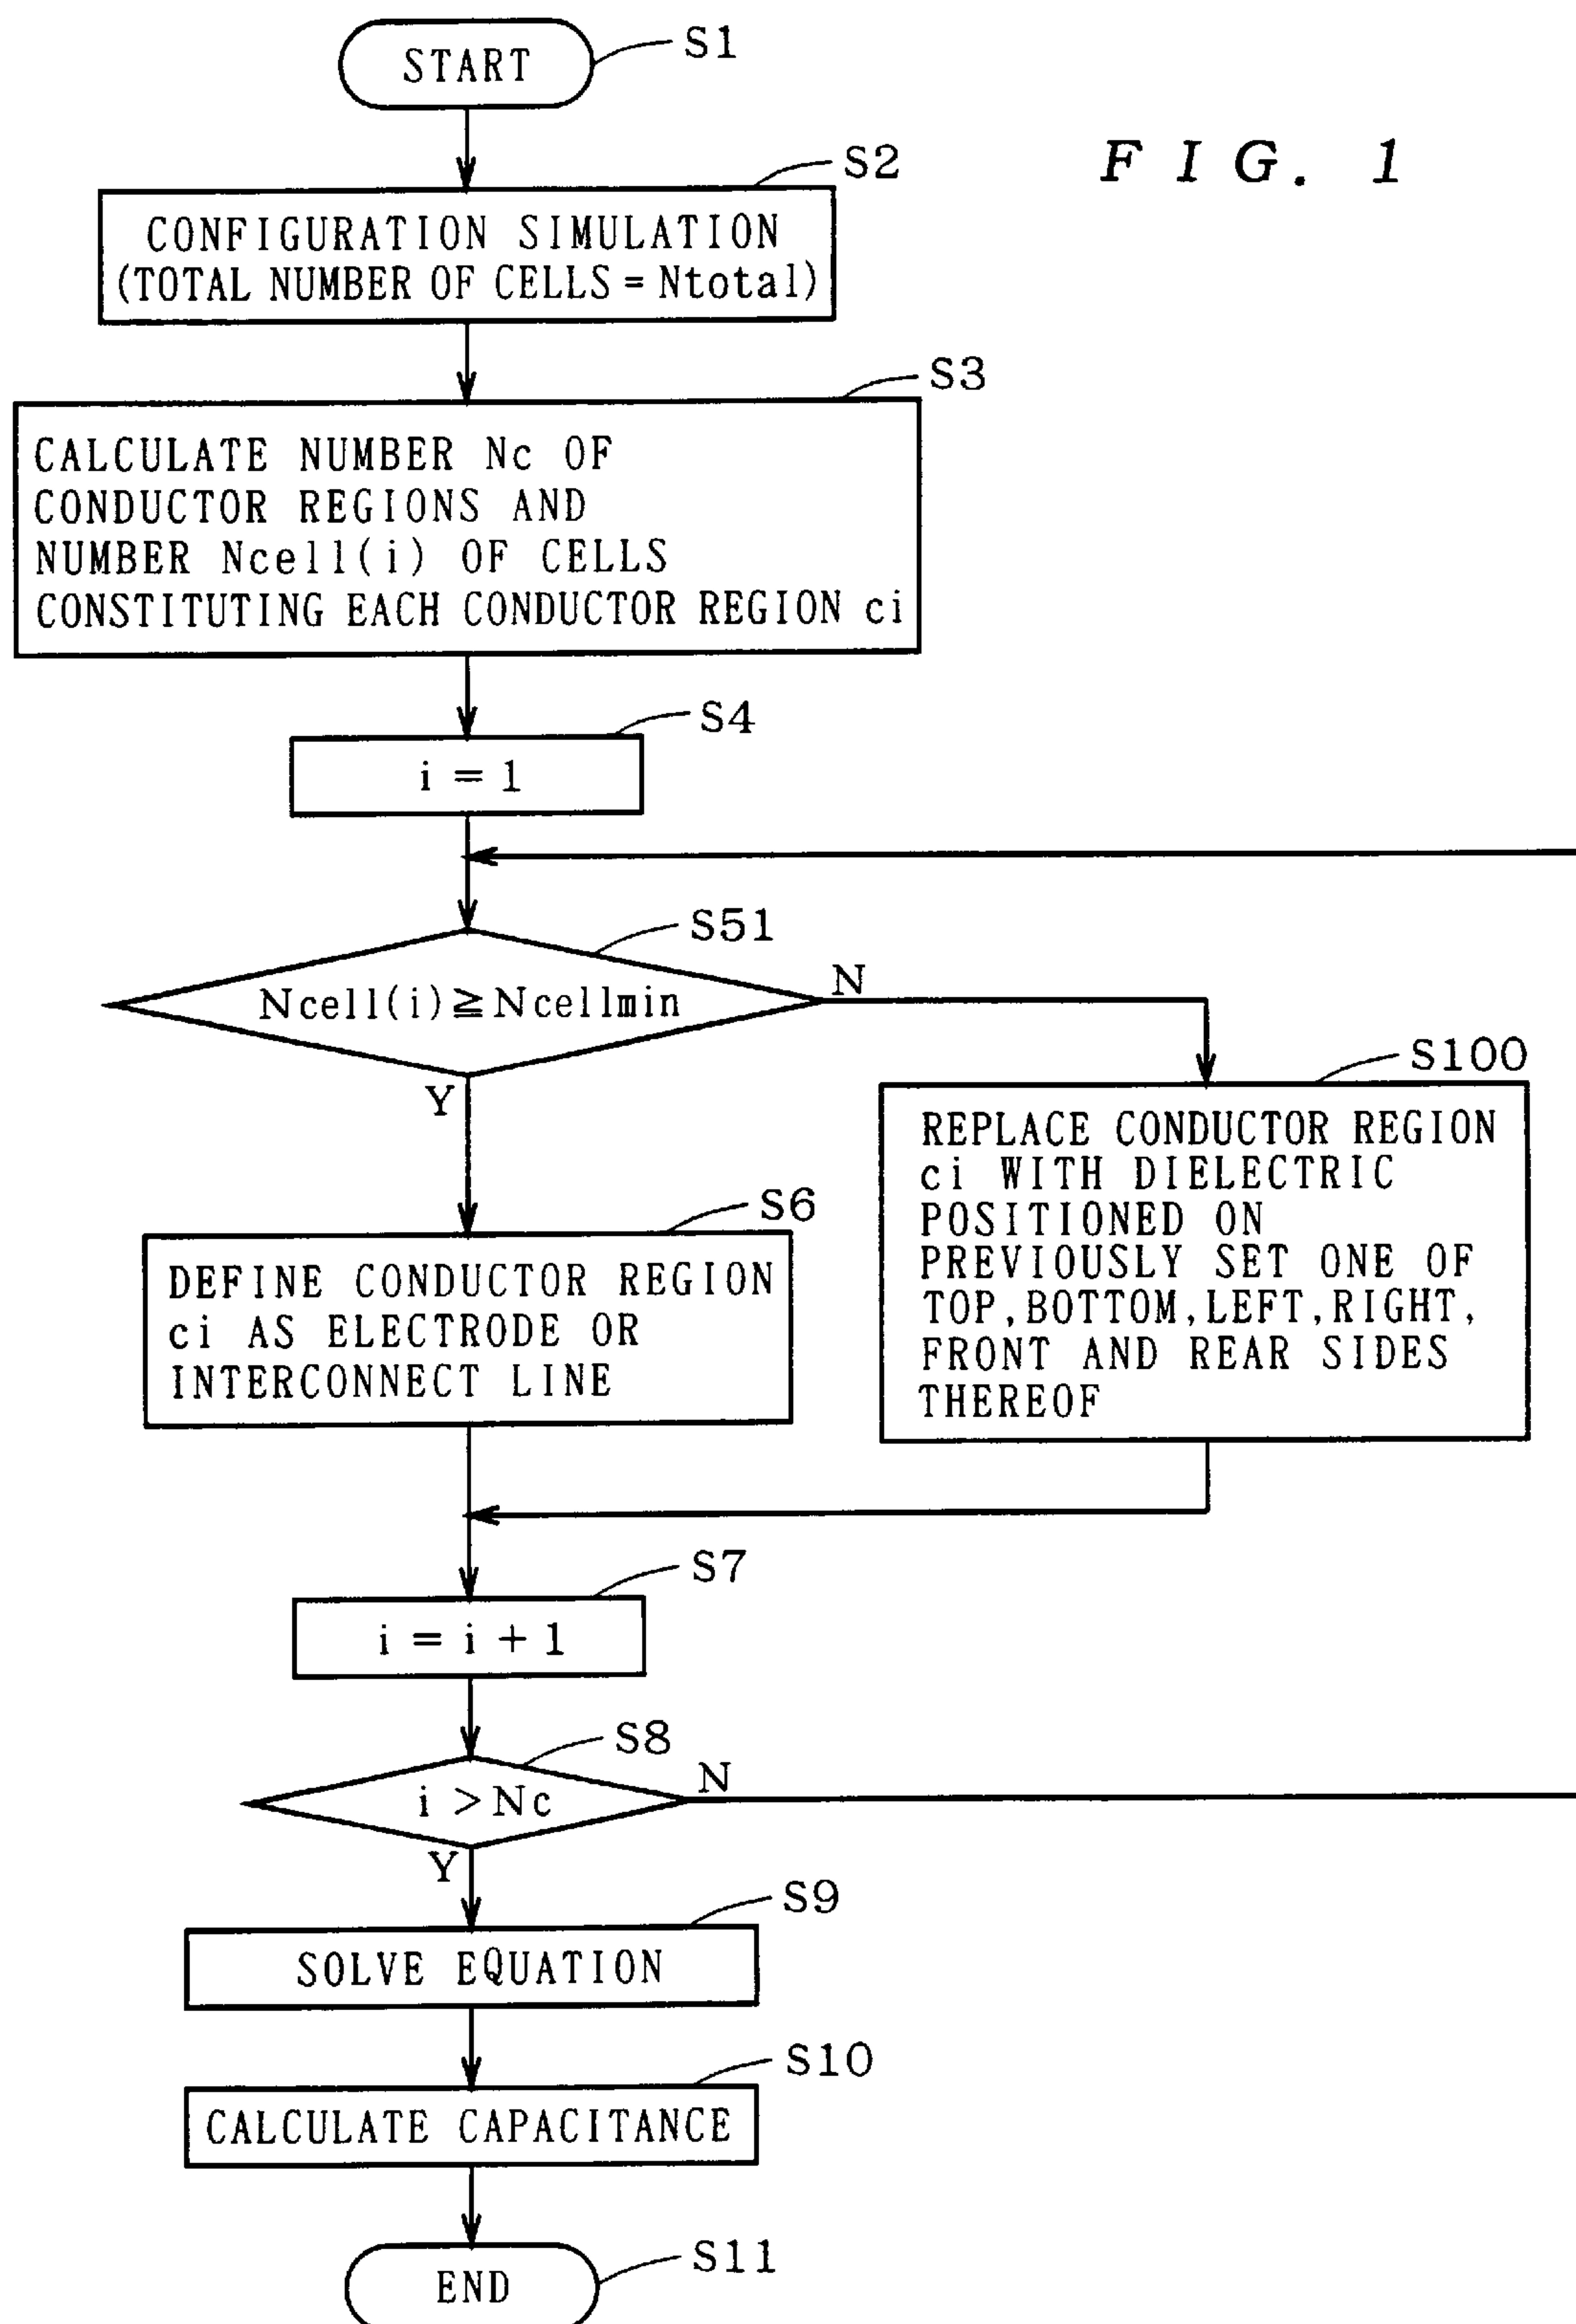 START
S1
F I G. 1
S2
CONFIGURATION SIMULATION
(TOTAL NUMBER OF CELLS = Ntotal)
S3
CALCULATE NUMBER Nc OF
CONDUCTOR REGIONS AND
NUMBER Ncell(i) OF CELLS
CONSTITUTING EACH CONDUCTOR REGION ci
S4
i = 1
S51
Ncell(i)≧Ncellmin
N
Y
S100
REPLACE CONDUCTOR REGION
ci WITH DIELECTRIC
POSITIONED ON
PREVIOUSLY SET ONE OF
TOP,BOTTOM,LEFT,RIGHT,
FRONT AND REAR SIDES
THEREOF
S6
DEFINE CONDUCTOR REGION
ci AS ELECTRODE OR
INTERCONNECT LINE
S7
i = i + 1
S8
i > Nc
N
Y
S9
SOLVE EQUATION
S10
CALCULATE CAPACITANCE
S11
END